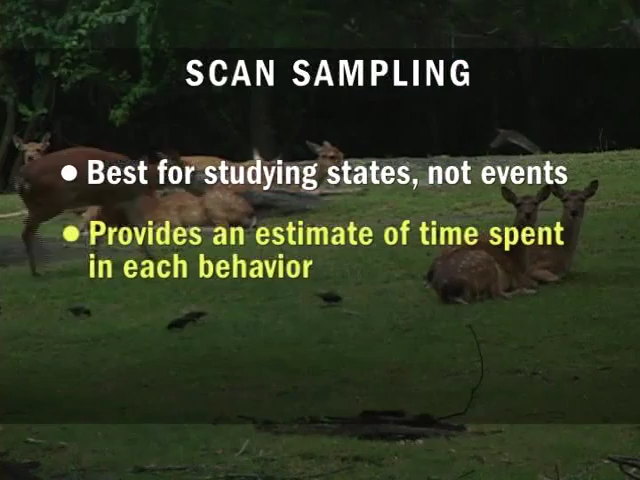 SCAN SAMPLING
• Best for studying states, not events
• Provides an estimate of time spent
in each behavior